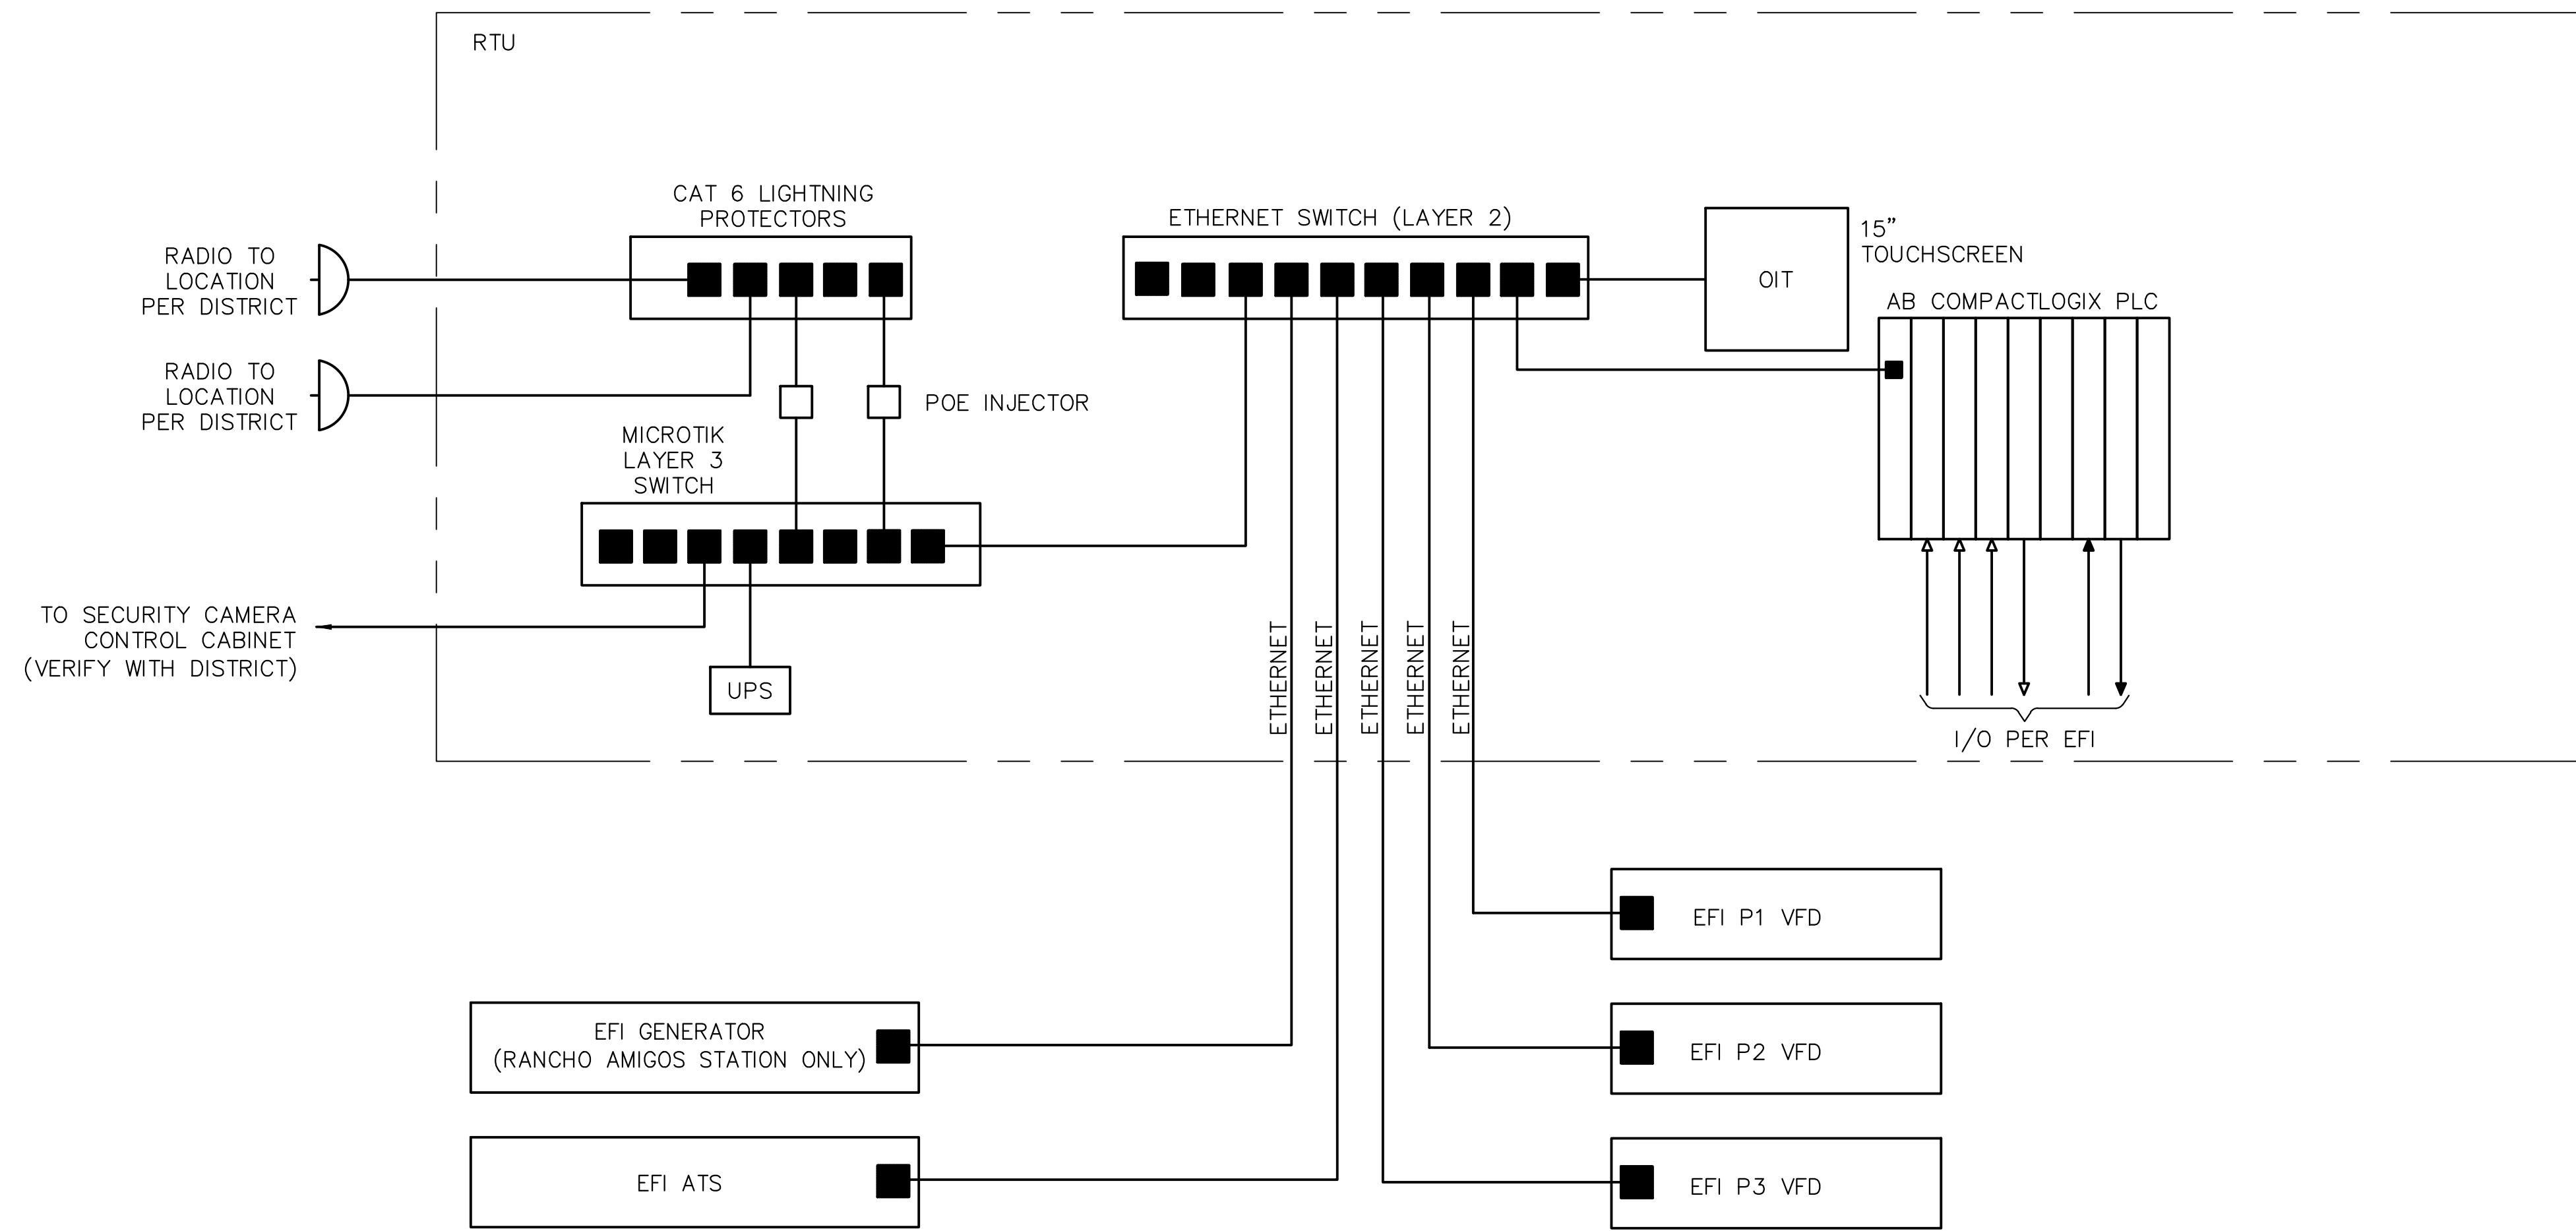 RTU
CAT 6 LIGHTNING
PROTECTORS
ETHERNET SWITCH (LAYER 2)
OIT
15”
TOUCHSCREEN
AB COMPACTLOGIX PLC
RADIO TO
LOCATION
PER DISTRICT
RADIO TO
LOCATION
PER DISTRICT
POE INJECTOR
MICROTIK
LAYER 3
SWITCH
TO SECURITY CAMERA
CONTROL CABINET
(VERIFY WITH DISTRICT)
UPS
ETHERNET
ETHERNET
ETHERNET
ETHERNET
ETHERNET
I/O PER EFI
EFI P1 VFD
EFI GENERATOR
(RANCHO AMIGOS STATION ONLY)
EFI P2 VFD
EFI ATS
EFI P3 VFD